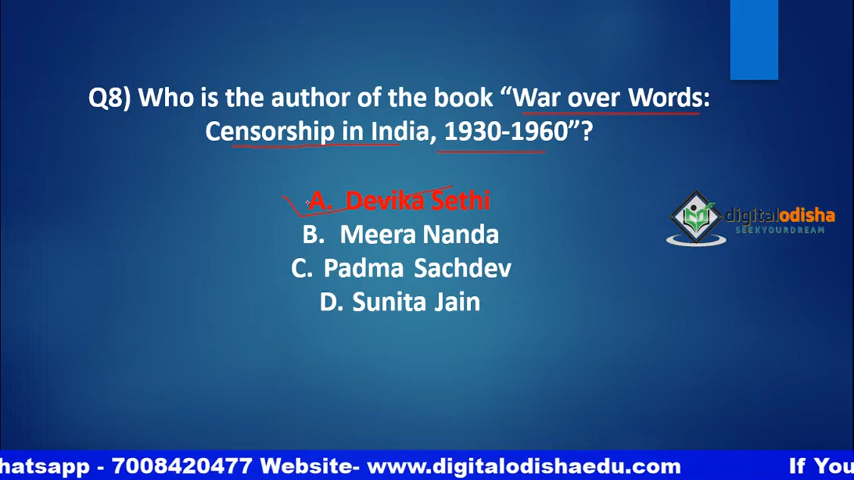 Q8) Who is the author of the book “War over Words:
Censorship in India, 1930-1960”?
A. Devika Sethi
B. Meera Nanda
C. Padma Sachdev
D. Sunita Jain
digitalodisha
SEEKYOURDREAM
hatsapp - 7008420477 Website- www.digitalodishaedu.com If You